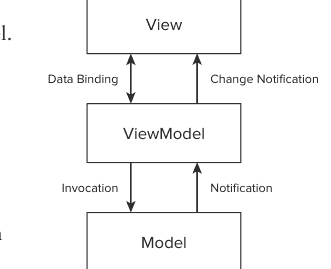 View
l.
Data Binding
Change Notification
ViewModel
Invocation
Notification
Model